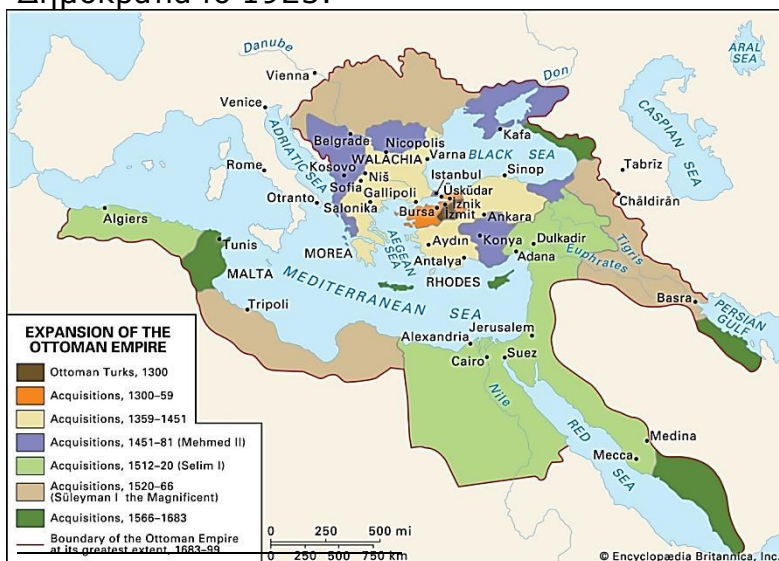 Δημοκρατία το 1923.
ARAL
SEA
Danube
Don
Vienna
Venice
CASPIAN SEA
ADRIATIC SEA
Belgrade
Nicopolis
Kafa
WALACHIA
Varna
BLACK SEA
Kosovo
Niš
Sinop
Tabrīz
Rome
Sofia
Istanbul
Üsküdar
Gallipoli
İznik
Chāldirān
Otranto
Salonika
Bursa
İzmit
Ankara
Algiers
Tunis
MOREA
AEGEAN
SEA
Aydın
Konya
Dulkadir
Tigris
Antalya
Adana
Euphrates
MALTA
RHODES
MEDITERRANEAN SEA
Basra
Tripoli
PERSIAN
GULF
Alexandria
Jerusalem
Cairo
Suez
Nile
RED
SEA
Medina
Mecca
EXPANSION OF THE
OTTOMAN EMPIRE
Ottoman Turks, 1300
Acquisitions, 1300–59
Acquisitions, 1359–1451
Acquisitions, 1451–81 (Mehmed II)
Acquisitions, 1512–20 (Selim I)
Acquisitions, 1520–66
(Süleyman I the Magnificent)
Acquisitions, 1566–1683
Boundary of the Ottoman Empire
at its greatest extent, 1683–99
0 250 500 mi
0 250 500 750 km
© Encyclopædia Britannica, Inc.